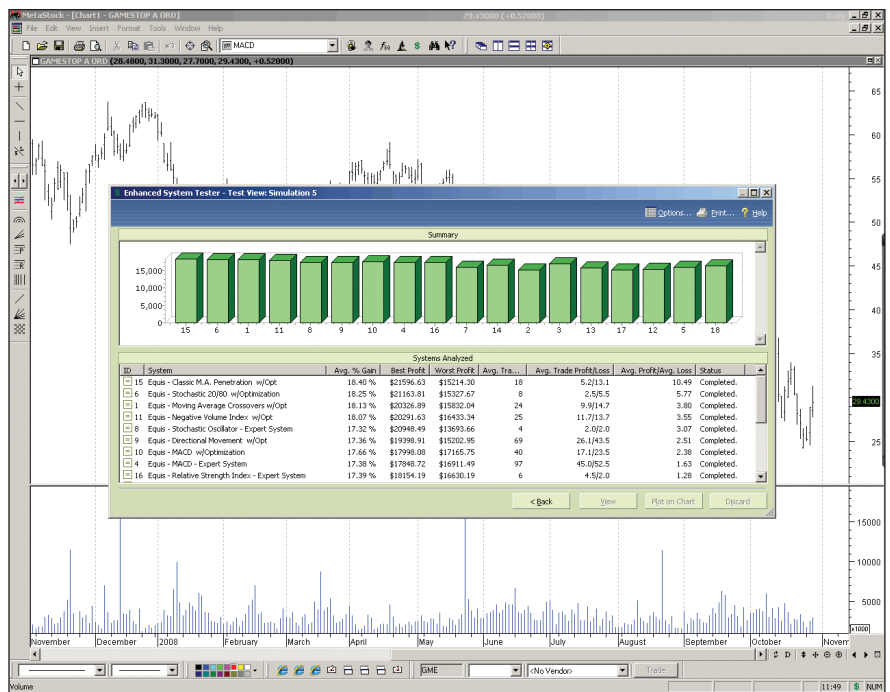 MetaStock - [Chart1 - GAMESTOP A ORD] 29.43000 (+0.52000) Daily
File Edit View Insert Format Tools Window Help
MACD
GAMESTOP A ORD (28.4800, 31.3000, 27.7000, 29.4300, +0.52000)
65
60
55
50
45
40
35
29.4300
25
Enhanced System Tester - Test View: Simulation 5
Options... Print... ? Help
Summary
15,000
10,000
5,000
0
15 6 1 11 8 9 10 4 16 7 14 2 3 13 17 12 5 18
Systems Analyzed
ID System Avg. % Gain Best Profit Worst Profit Avg. Tra... Avg. Trade Profit/Loss Avg. Profit/Avg. Loss Status
15 Equis - Classic M.A. Penetration w/Opt 18.40 % $21596.63 $15214.30 18 5.2/13.1 10.49 Completed.
6 Equis - Stochastic 20/80 w/Optimization 18.25 % $21163.81 $15327.67 8 2.5/5.5 5.77 Completed.
1 Equis - Moving Average Crossovers w/Opt 18.13 % $20326.89 $15832.04 24 9.9/14.7 3.80 Completed.
11 Equis - Negative Volume Index w/Opt 18.07 % $20291.63 $16433.34 25 11.7/13.7 3.55 Completed.
8 Equis - Stochastic Oscillator - Expert System 17.32 % $20948.49 $13693.66 4 2.0/2.0 3.07 Completed.
9 Equis - Directional Movement w/Opt 17.36 % $19398.91 $15202.95 69 26.1/43.5 2.51 Completed.
10 Equis - MACD w/Optimization 17.66 % $17998.08 $17165.75 40 17.1/23.5 2.38 Completed.
4 Equis - MACD - Expert System 17.38 % $17848.72 $16911.49 97 45.0/52.5 1.63 Completed.
16 Equis - Relative Strength Index - Expert System 17.39 % $18154.19 $16630.19 6 4.5/2.0 1.28 Completed.
< Back View Plot on Chart Discard
15000
10000
5000
x1000
November December 2008 February March April May June July August September October Novem
GME <No Vendor> Trade
Volume 11:49 $ NUM